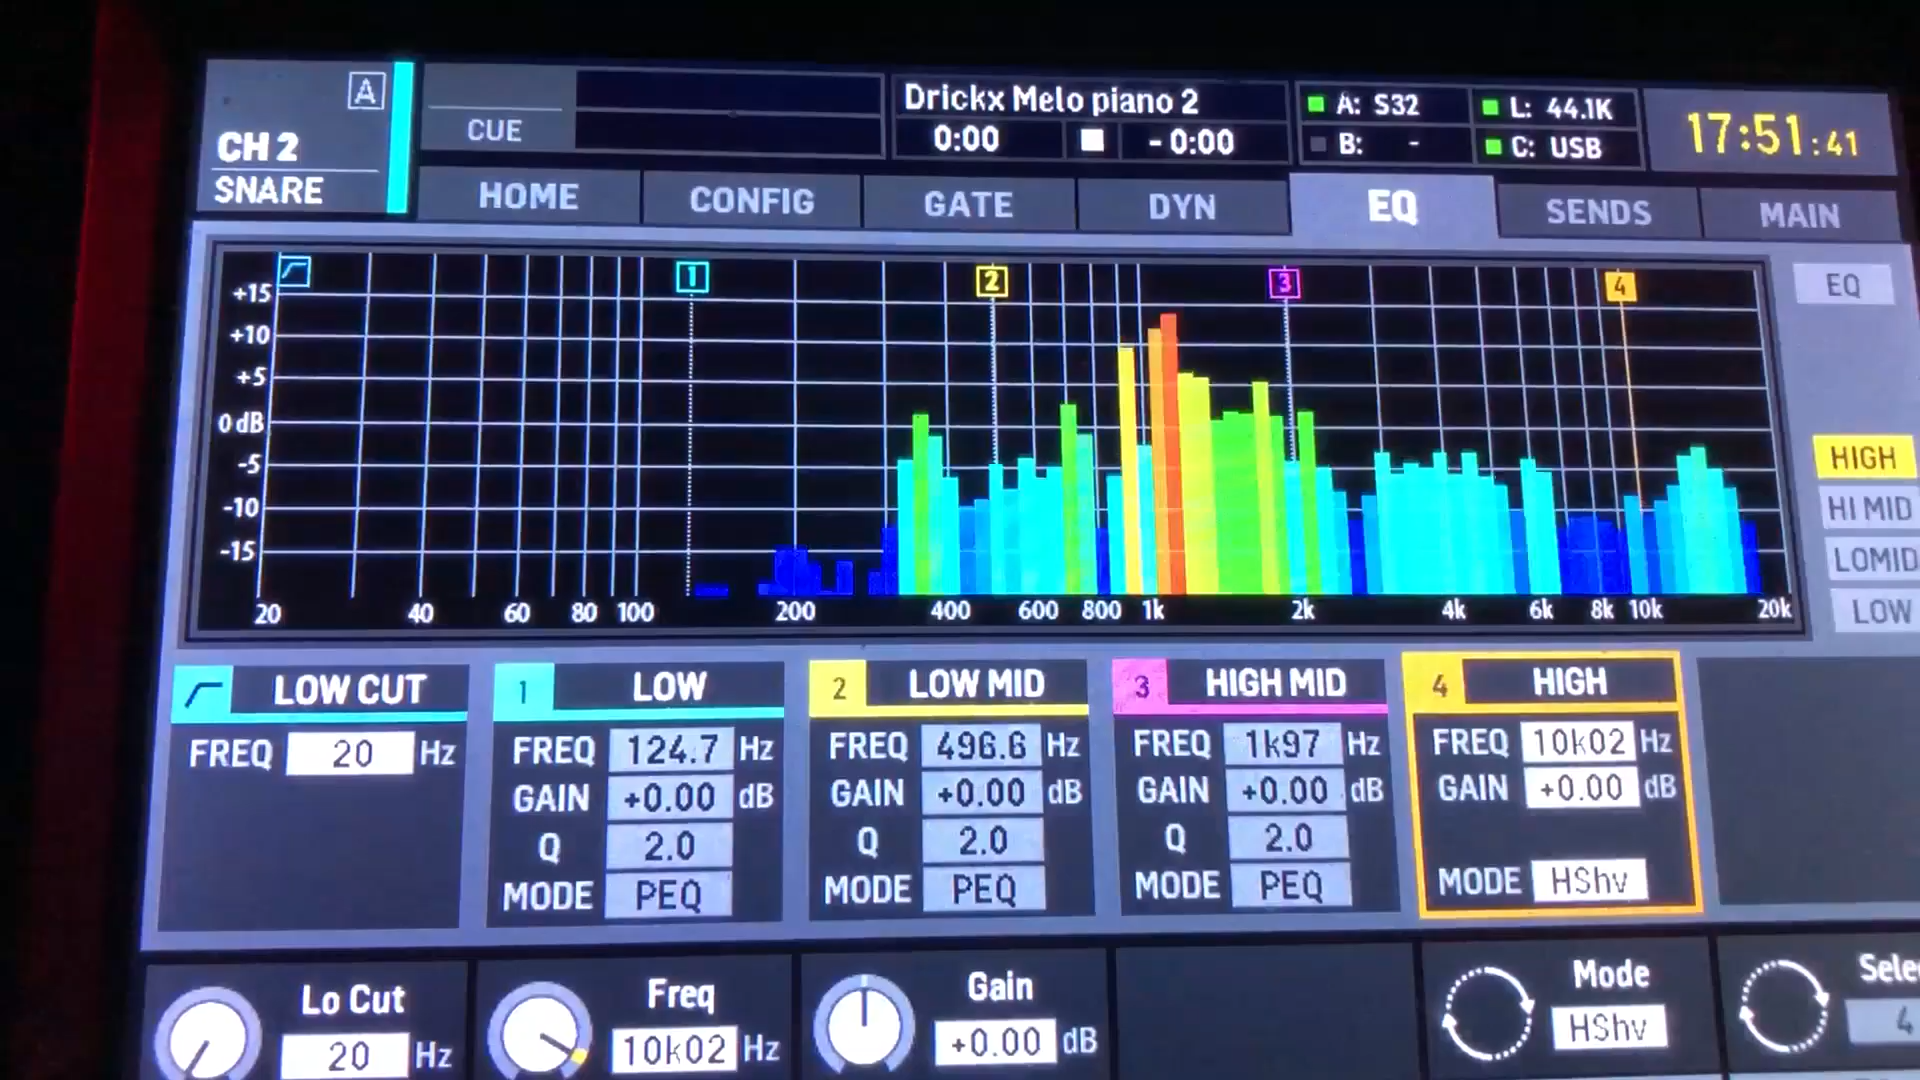 A
CH 2
SNARE
CUE
Drickx Melo piano 2
0:00 - 0:00
A: S32 L: 44.1K
B: - C: USB
17:51:41
HOME CONFIG GATE DYN EQ SENDS MAIN
1 2 3 4
+15
+10
+5
0 dB
-5
-10
-15
20 40 60 80 100 200 400 600 800 1k 2k 4k 6k 8k 10k 20k
EQ
HIGH
HI MID
LOMID
LOW
LOW CUT
FREQ 20 Hz
1 LOW
FREQ 124.7 Hz
GAIN +0.00 dB
Q 2.0
MODE PEQ
2 LOW MID
FREQ 496.6 Hz
GAIN +0.00 dB
Q 2.0
MODE PEQ
3 HIGH MID
FREQ 1k97 Hz
GAIN +0.00 dB
Q 2.0
MODE PEQ
4 HIGH
FREQ 10k02 Hz
GAIN +0.00 dB
MODE HShv
Lo Cut
20 Hz
Freq
10k02 Hz
Gain
+0.00 dB
Mode
HShv
4